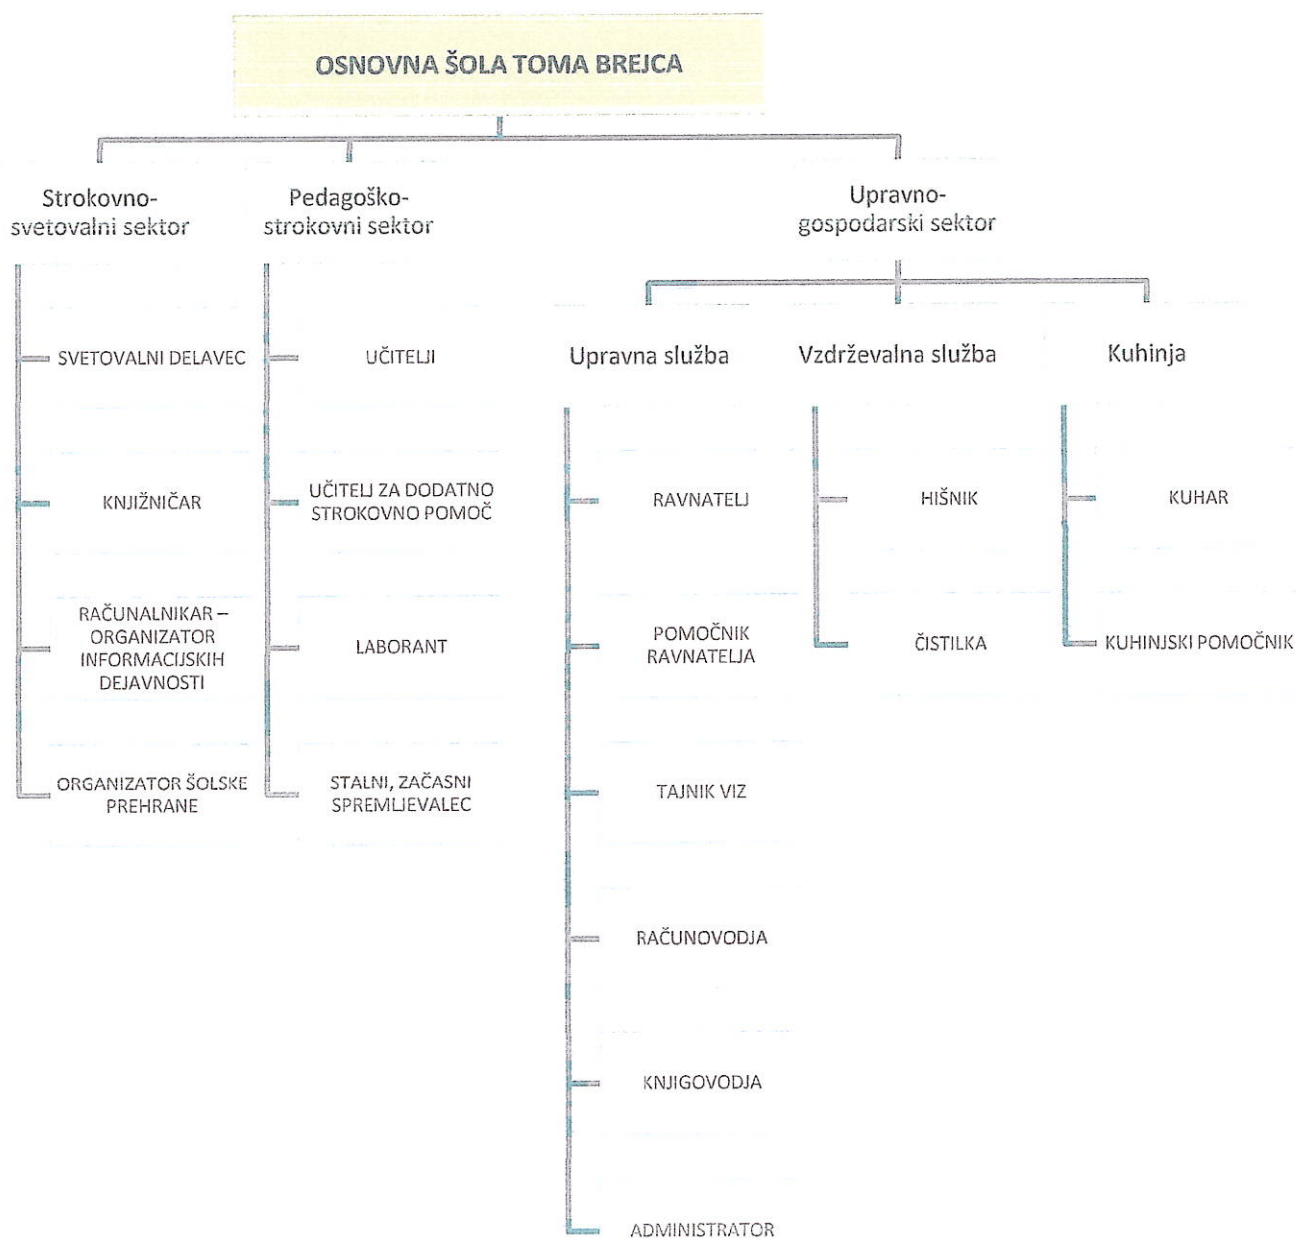 OSNOVNA ŠOLA TOMA BREJCA
Strokovno-
svetovalni sektor
SVETOVALNI DELAVEC
KNJIŽNIČAR
RAČUNALNIKAR –
ORGANIZATOR
INFORMACIJSKIH
DEJAVNOSTI
ORGANIZATOR ŠOLSKE
PREHRANE
Pedagoško-
strokovni sektor
UČITELJI
UČITELJ ZA DODATNO
STROKOVNO POMOČ
LABORANT
STALNI, ZAČASNI
SPREMLJEVALEC
Upravno-
gospodarski sektor
Upravna služba
RAVNATELJ
POMOČNIK
RAVNATELJA
TAJNIK VIZ
RAČUNOVODJA
KNJIGOVODJA
ADMINISTRATOR
Vzdrževalna služba
HIŠNIK
ČISTILKA
Kuhinja
KUHAR
KUHINJSKI POMOČNIK